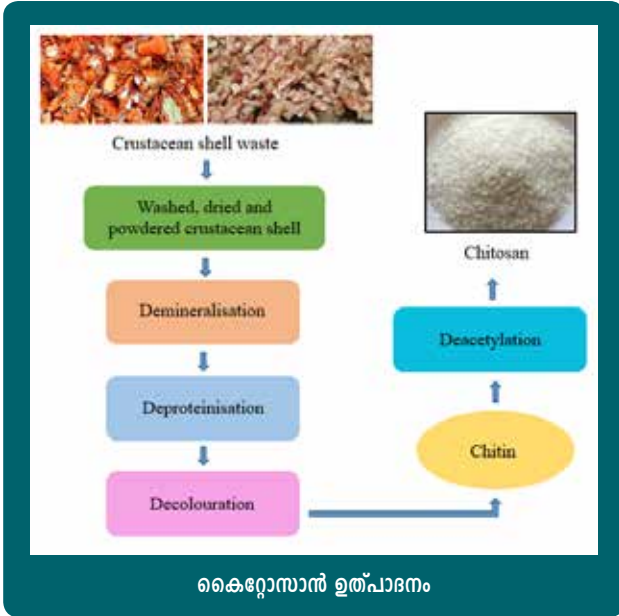 Crustacean shell waste
Washed, dried and
powdered crustacean shell
Demineralisation
Deproteinisation
Decolouration
Chitin
Deacetylation
Chitosan
കൈറ്റോസാൻ ഉത്പാദനം